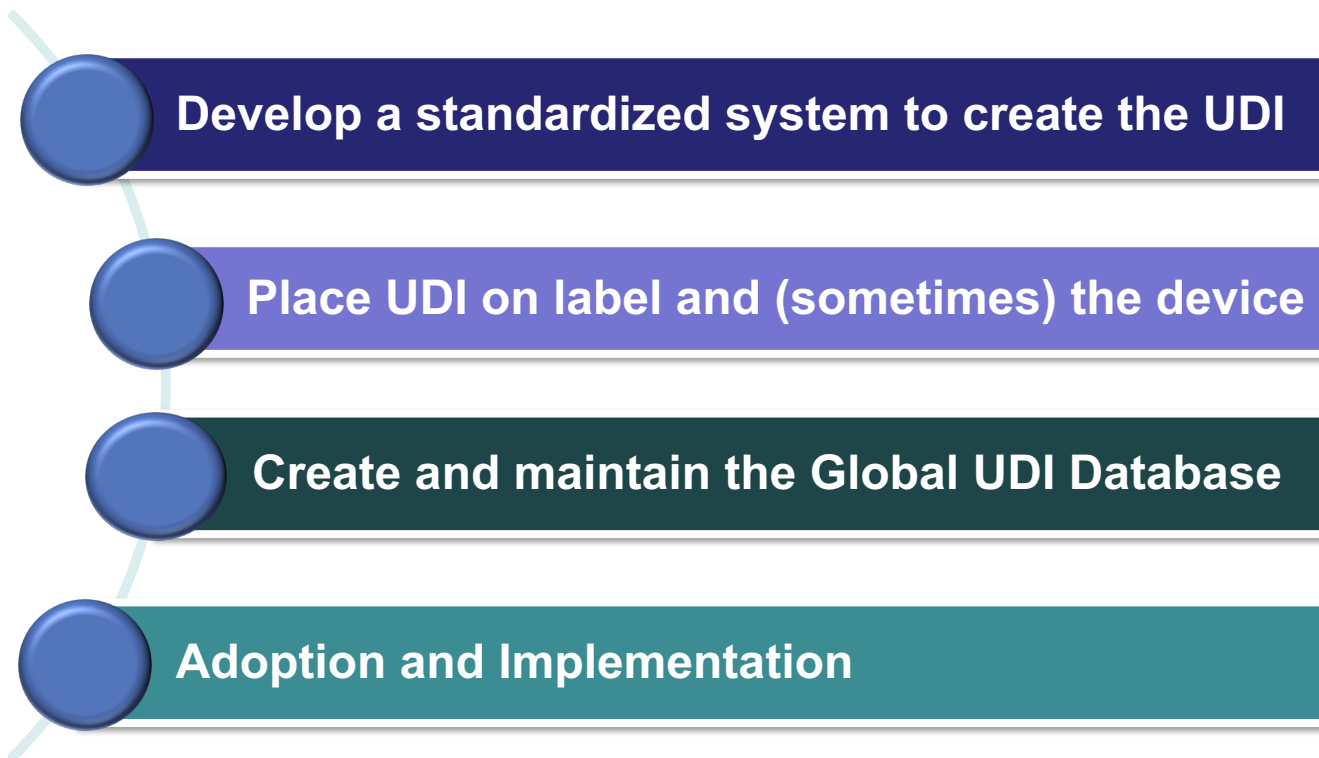 Develop a standardized system to create the UDI
Place UDI on label and (sometimes) the device
Create and maintain the Global UDI Database
Adoption and Implementation